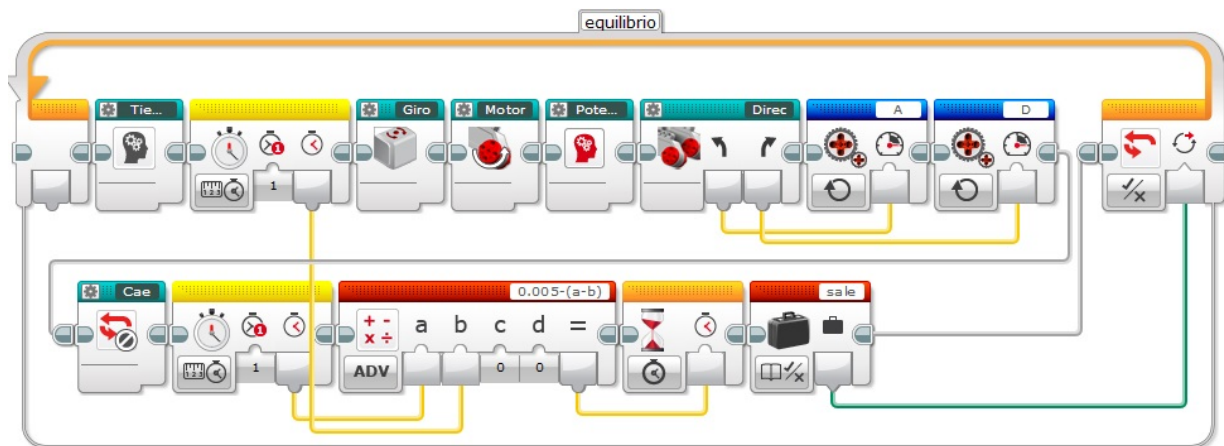 equilibrio
Tie...
Giro
Motor
Pote...
Direc
A
D
1
Cae
0.005-(a-b)
sale
a b c d =
ADV
1
0 0